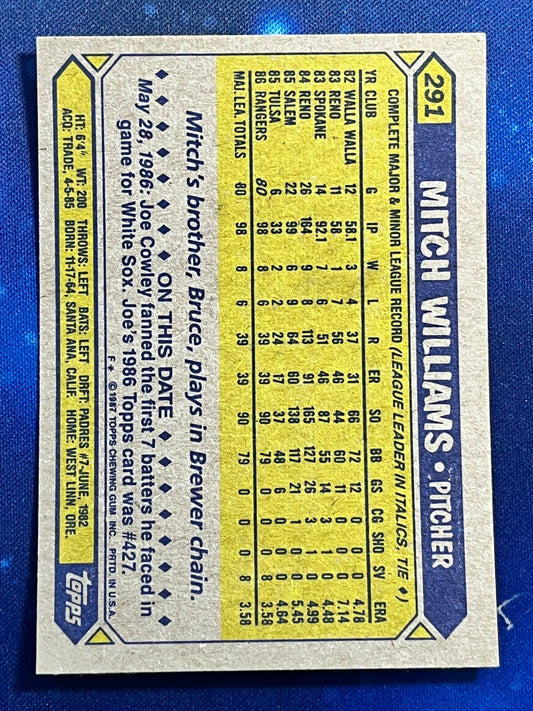 291
MITCH WILLIAMS • PITCHER
COMPLETE MAJOR & MINOR LEAGUE RECORD (LEAGUE LEADER IN ITALICS, TIE ♦)
YR CLUB G IP W L R ER SO BB GS CG SHO SV ERA
82 WALLA WALLA 12 58.1 3 4 37 31 66 72 12 0 0 0 4.78
83 RENO 11 58 1 7 56 46 44 60 11 0 0 0 7.14
83 SPOKANE 14 92.1 7 6 51 46 87 55 14 3 0 0 4.48
84 RENO 26 164 9 8 113 91 165 127 26 3 1 0 4.99
85 SALEM 22 99 6 9 64 60 138 117 21 1 0 0 5.45
85 TULSA 6 33 2 2 24 17 37 48 6 0 0 0 4.64
86 RANGERS 80 98 8 6 39 39 90 79 0 0 0 8 3.58
MAJ. LEA. TOTALS 80 98 8 6 39 39 90 79 0 0 0 8 3.58
Mitch's brother, Bruce, plays in Brewer chain.
♦ ♦ ♦ ♦ ♦ ♦ ♦ ON THIS DATE ♦ ♦ ♦ ♦ ♦ ♦ ♦
May 28, 1986: Joe Cowley fanned the first 7 batters he faced in
game for White Sox. Joe's 1986 Topps card was #427.
F* ©1987 TOPPS CHEWING GUM INC. PRTD. IN U.S.A.
HT: 6'4" WT: 200 THROWS: LEFT BATS: LEFT DRFT: PADRES #7-JUNE, 1982
ACQ: TRADE, 4-5-85 BORN: 11-17-64, SANTA ANA, CALIF. HOME: WEST LINN, ORE.
topps